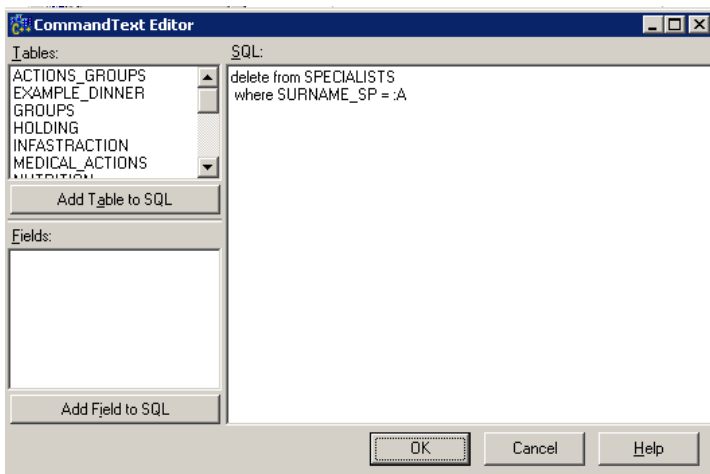 CommandText Editor
Tables:
ACTIONS_GROUPS
EXAMPLE_DINNER
GROUPS
HOLDING
INFASTRACTION
MEDICAL_ACTIONS
Add Table to SQL
Fields:
Add Field to SQL
SQL:
delete from SPECIALISTS
where SURNAME_SP = :A
OK
Cancel
Help